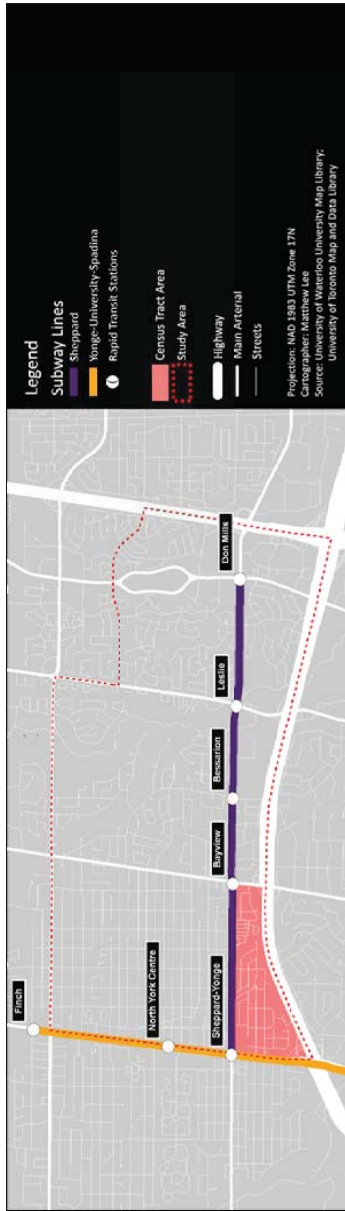 Finch
North York Centre
Sheppard-Yonge
Bayview
Bessarion
Leslie
Don Mills
Legend
Subway Lines
Sheppard
Yonge-University-Spadina
Rapid Transit Stations
Census Tract Area
Study Area
Highway
Main Arterial
Streets
Projection: NAD 1983 UTM Zone 17N
Cartographer: Matthew Lee
Source: University of Waterloo University Map Library;
University of Toronto Map and Data Library